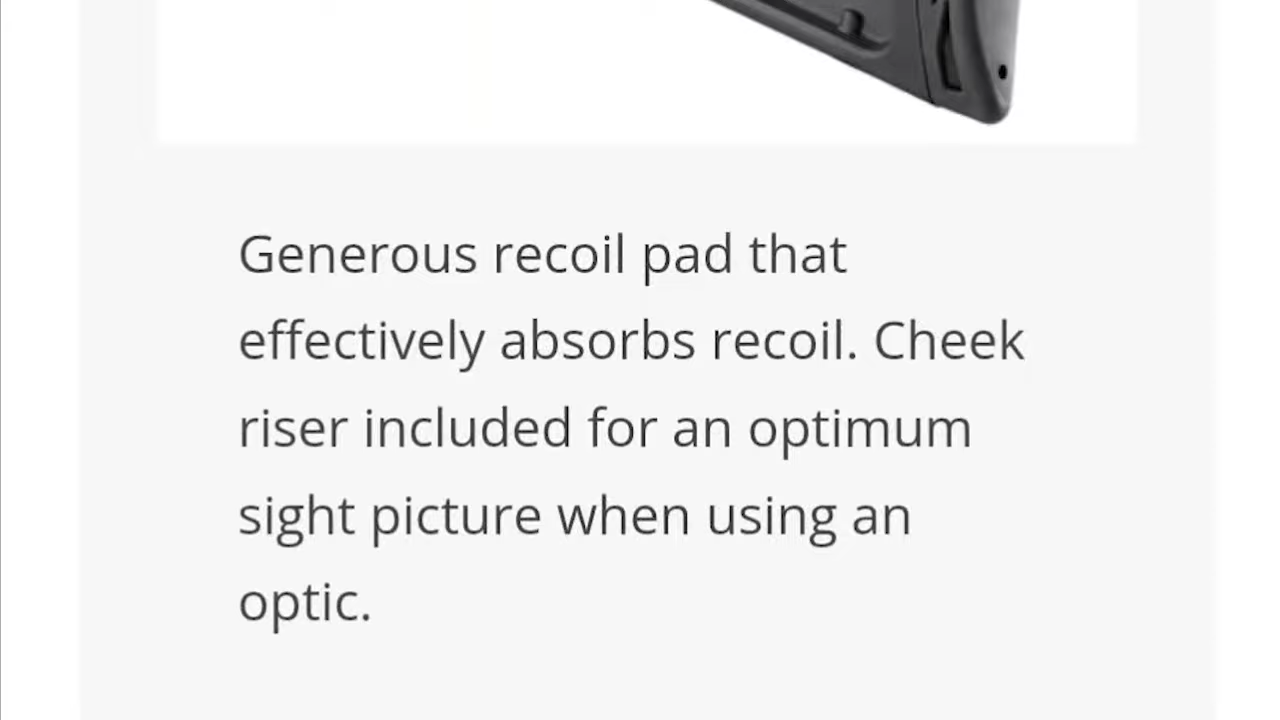 Generous recoil pad that
effectively absorbs recoil. Cheek
riser included for an optimum
sight picture when using an
optic.